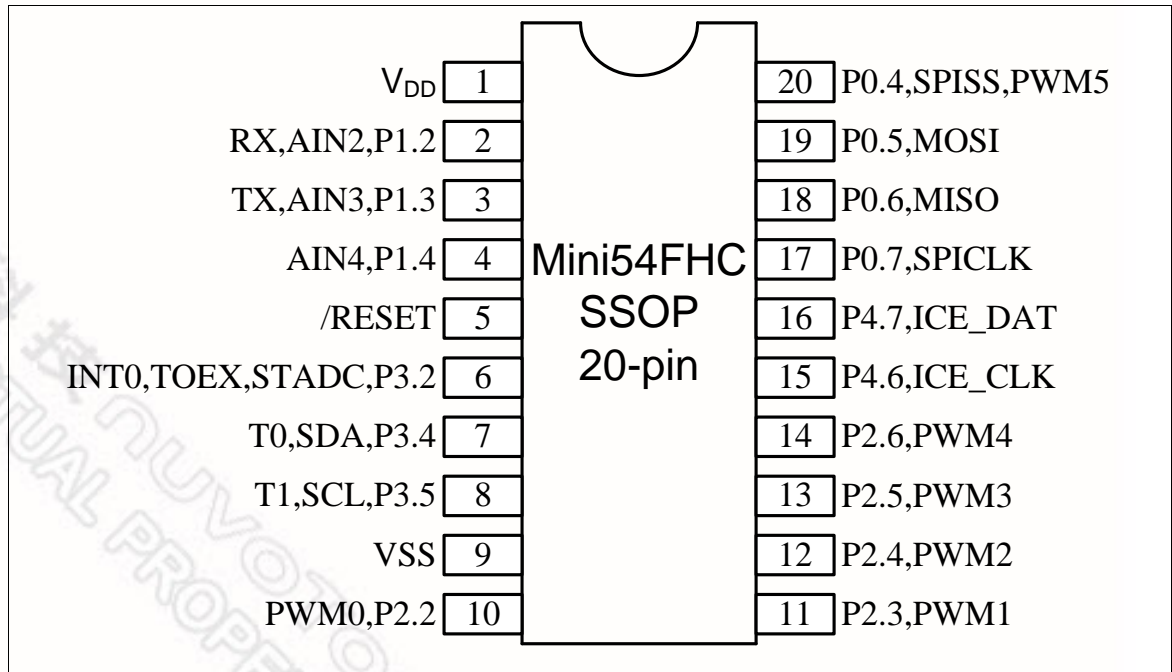 V_DD 1
RX,AIN2,P1.2 2
TX,AIN3,P1.3 3
AIN4,P1.4 4
/RESET 5
INT0,TOEX,STADC,P3.2 6
T0,SDA,P3.4 7
T1,SCL,P3.5 8
VSS 9
PWM0,P2.2 10
Mini54FHC
SSOP
20-pin
20 P0.4,SPISS,PWM5
19 P0.5,MOSI
18 P0.6,MISO
17 P0.7,SPICLK
16 P4.7,ICE_DAT
15 P4.6,ICE_CLK
14 P2.6,PWM4
13 P2.5,PWM3
12 P2.4,PWM2
11 P2.3,PWM1
技 nuvoto